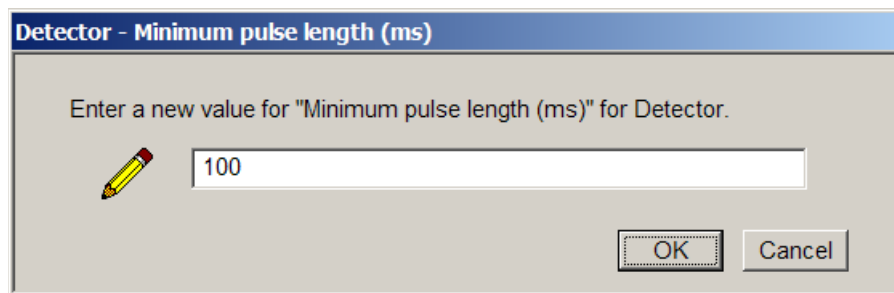 Detector - Minimum pulse length (ms)
Enter a new value for "Minimum pulse length (ms)" for Detector.
100
OK Cancel